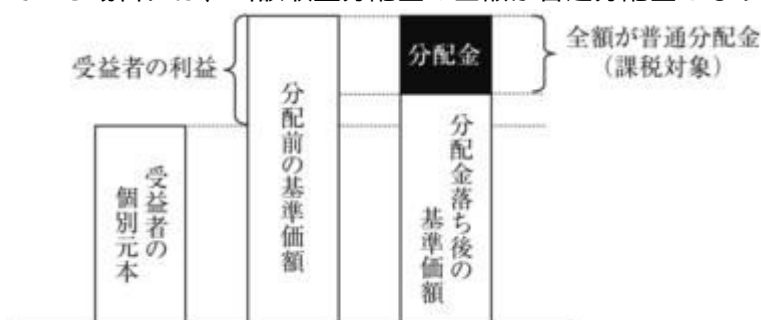 受益者の利益
分配金
全額が普通分配金
（課税対象）
受益者の
個別元本
分配前の基準価額
分配金落ち後の
基準価額